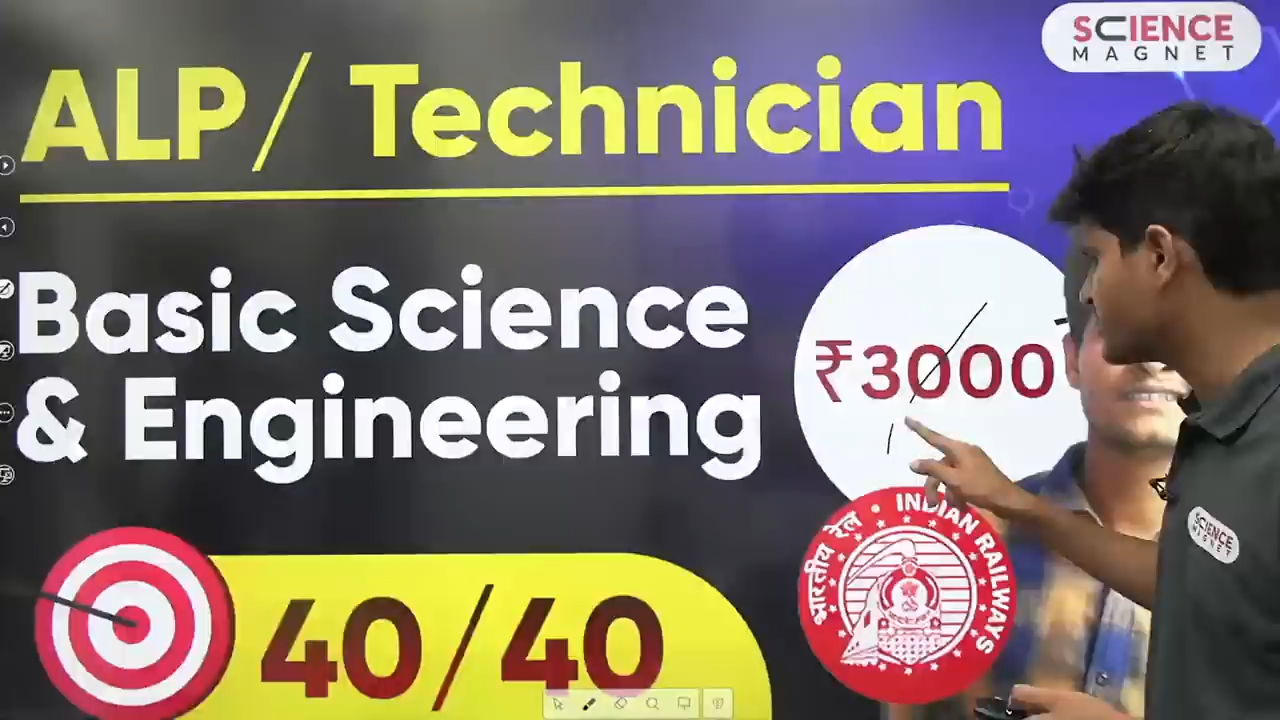 SCIENCE
MAGNET
ALP/ Technician
Basic Science
& Engineering
₹3000
40/40
भारतीय रेल • INDIAN RAILWAYS
SCIENCE
MAGNET